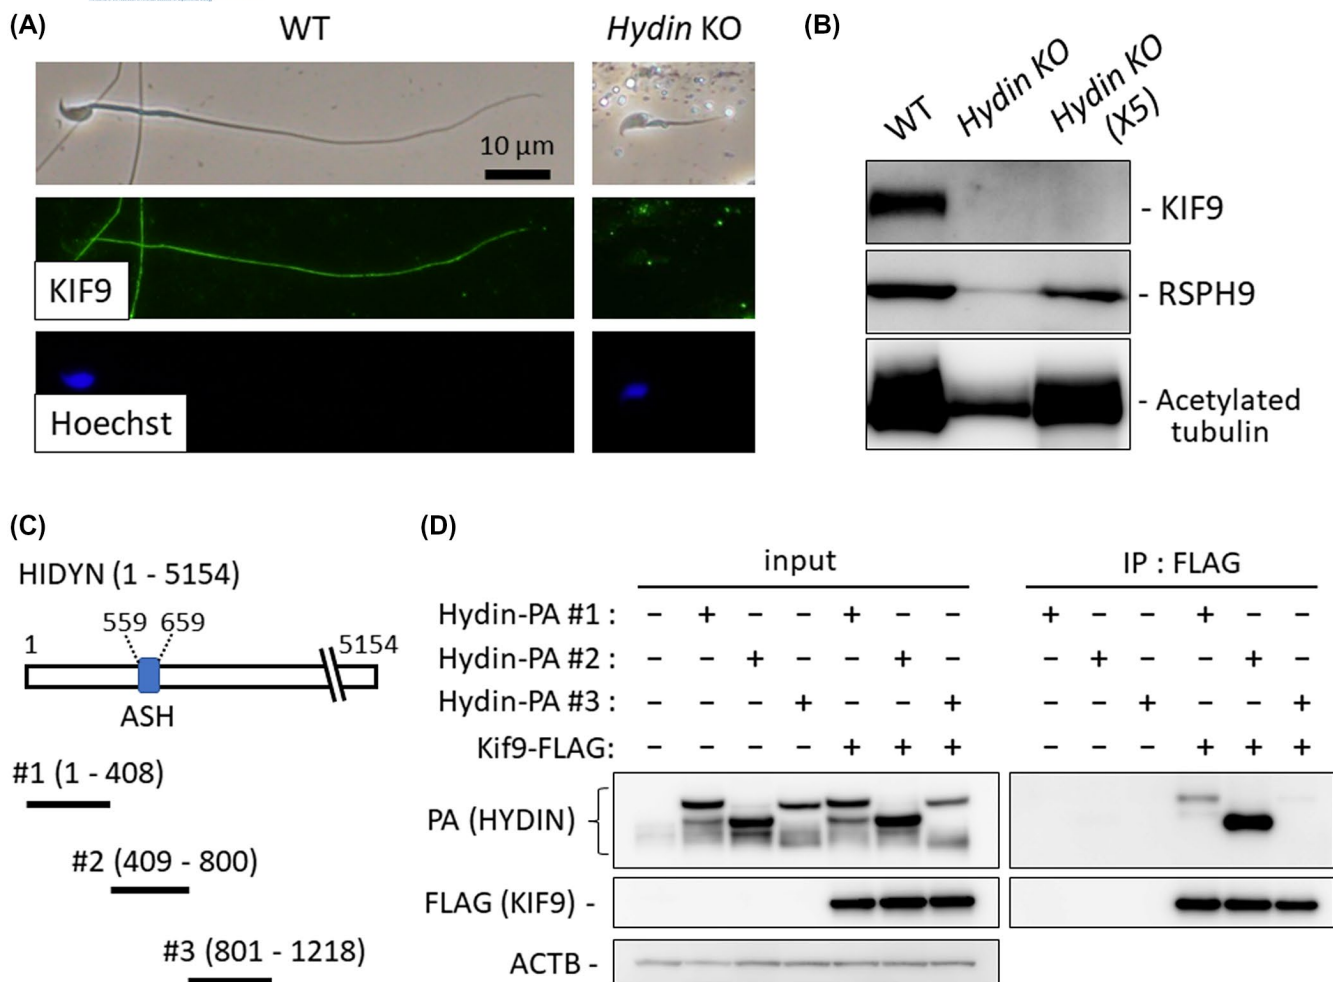 (A)
WT
Hydin KO
10 µm
KIF9
Hoechst
(B)
WT
Hydin KO
Hydin KO
(X5)
- KIF9
- RSPH9
- Acetylated
tubulin
(C)
HIDYN (1 - 5154)
559 659
1 5154
ASH
#1 (1 - 408)
#2 (409 - 800)
#3 (801 - 1218)
(D)
input IP : FLAG
Hydin-PA #1 : − + − − + − − + − − + − −
Hydin-PA #2 : − − + − − + − − + − − + −
Hydin-PA #3 : − − − + − − + − − + − − +
Kif9-FLAG: − − − − + + + − − − + + +
PA (HYDIN)
FLAG (KIF9) -
ACTB -